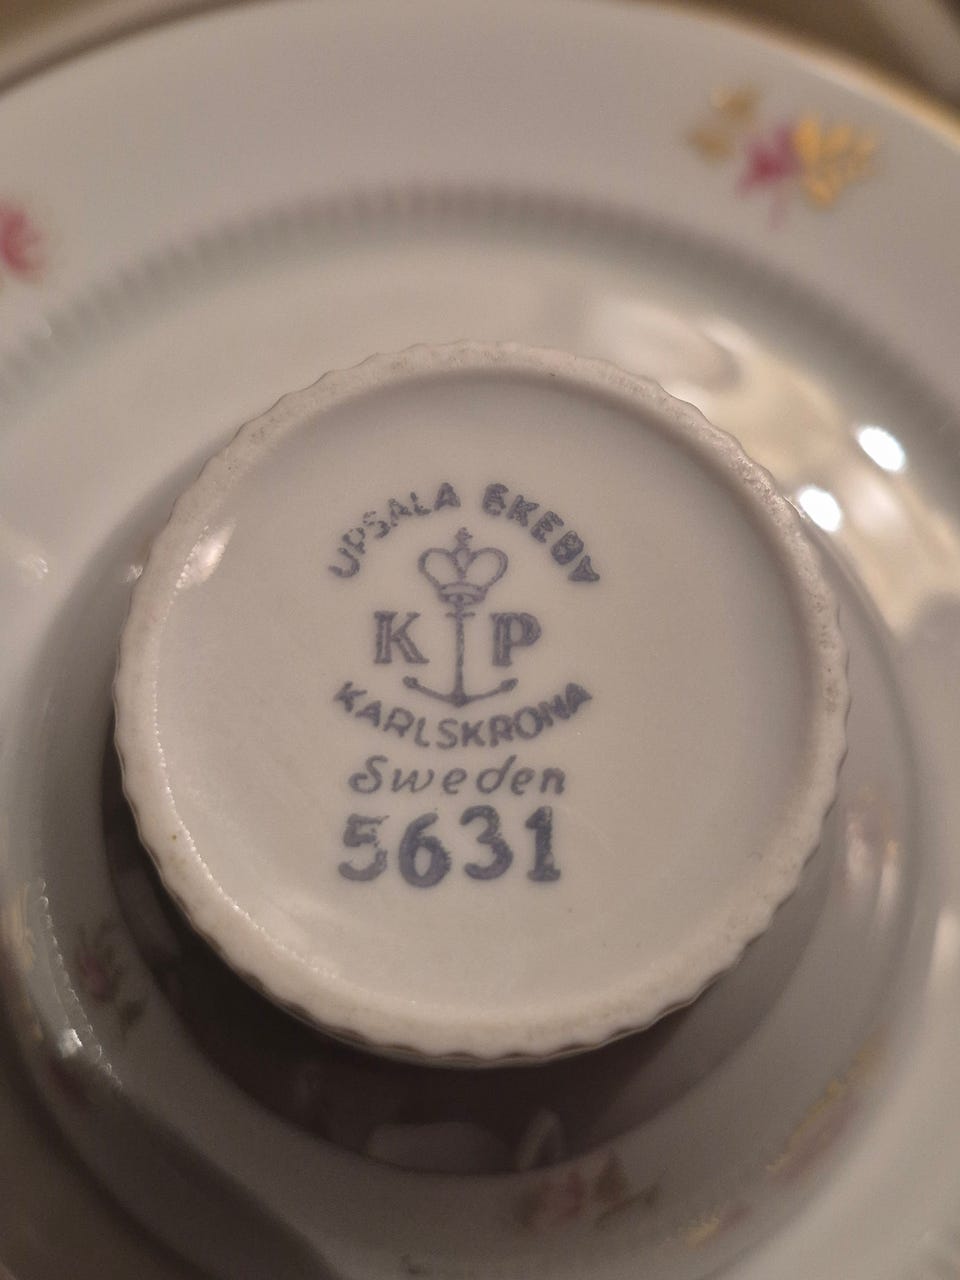 UPSALA EKEBY
K P
KARLSKRONA
Sweden
5631